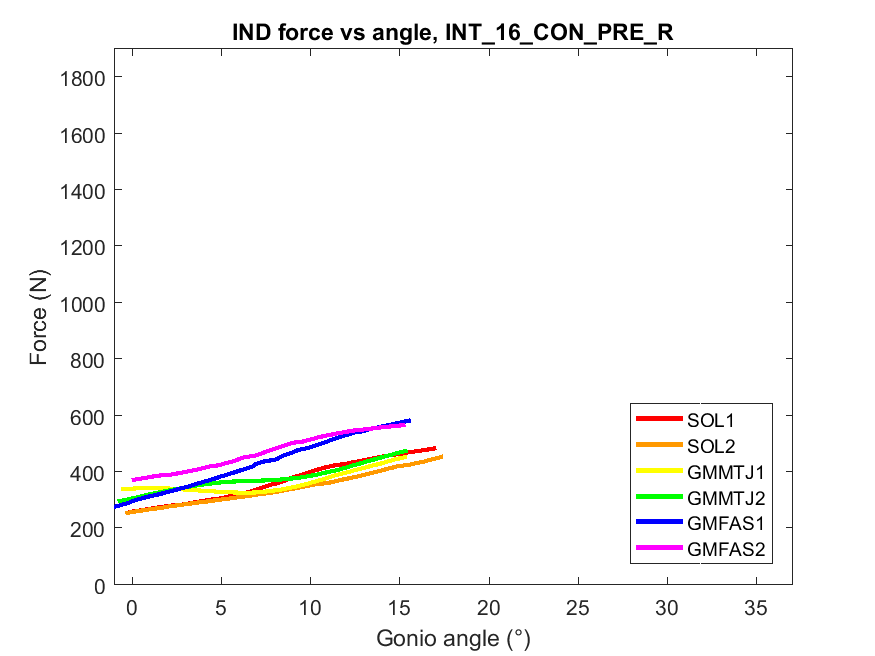 IND force vs angle, INT_16_CON_PRE_R
1800
1600
1400
1200
1000
800
600
400
200
0
Force (N)
0 5 10 15 20 25 30 35
Gonio angle (°)
SOL1
SOL2
GMMTJ1
GMMTJ2
GMFAS1
GMFAS2